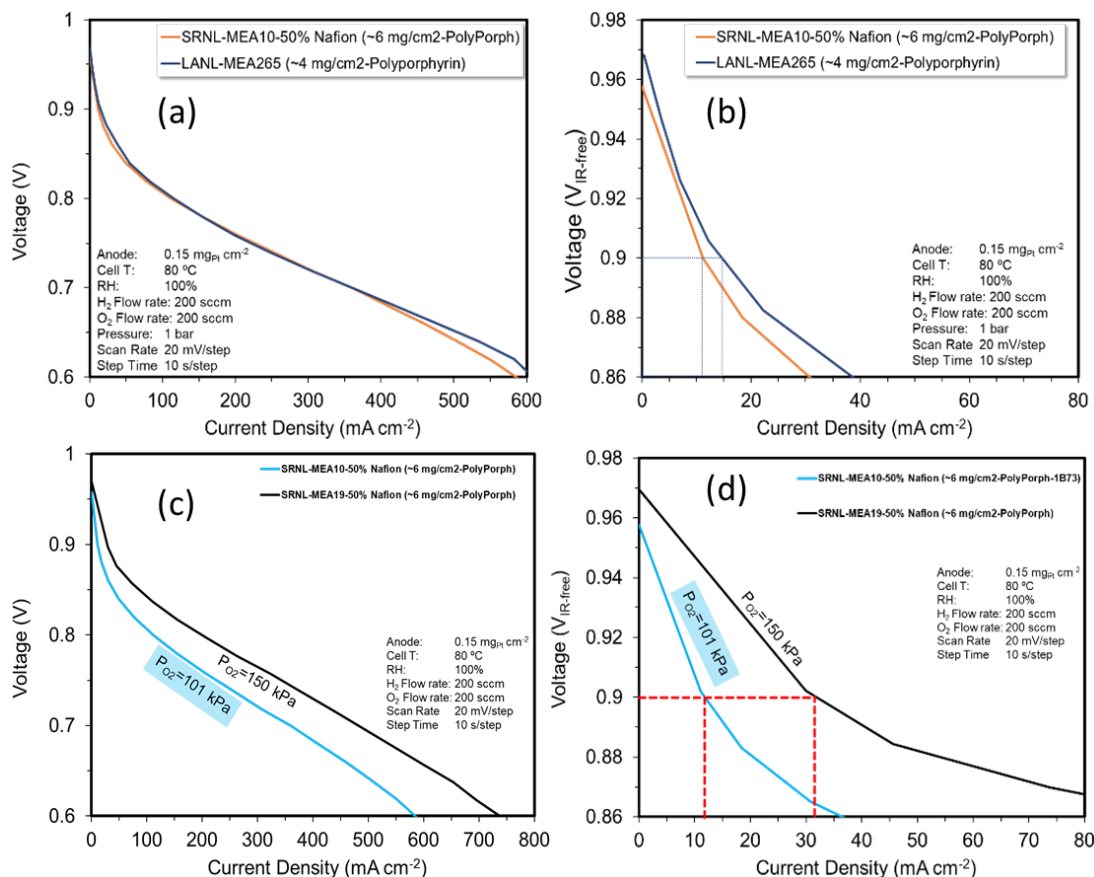 (a)
SRNL-MEA10-50% Nafion (~6 mg/cm2-PolyPorph)
LANL-MEA265 (~4 mg/cm2-Polyporphyrin)
Voltage (V)
1
0.9
0.8
0.7
0.6
Anode: 0.15 mgPt cm-2
Cell T: 80 ºC
RH: 100%
H2 Flow rate: 200 sccm
O2 Flow rate: 200 sccm
Pressure: 1 bar
Scan Rate 20 mV/step
Step Time 10 s/step
0 100 200 300 400 500 600
Current Density (mA cm-2)
(b)
SRNL-MEA10-50% Nafion (~6 mg/cm2-PolyPorph)
LANL-MEA265 (~4 mg/cm2-Polyporphyrin)
Voltage (VIR-free)
0.98
0.96
0.94
0.92
0.9
0.88
0.86
Anode: 0.15 mgPt cm-2
Cell T: 80 ºC
RH: 100%
H2 Flow rate: 200 sccm
O2 Flow rate: 200 sccm
Pressure: 1 bar
Scan Rate 20 mV/step
Step Time 10 s/step
0 20 40 60 80
Current Density (mA cm-2)
(c)
SRNL-MEA10-50% Nafion (~6 mg/cm2-PolyPorph)
SRNL-MEA19-50% Nafion (~6 mg/cm2-PolyPorph)
Voltage (V)
1
0.9
0.8
0.7
0.6
PO2=150 kPa
PO2=101 kPa
Anode: 0.15 mgPt cm-2
Cell T: 80 ºC
RH: 100%
H2 Flow rate: 200 sccm
O2 Flow rate: 200 sccm
Scan Rate 20 mV/step
Step Time 10 s/step
0 100 200 300 400 500 600 700 800
Current Density (mA cm-2)
(d)
SRNL-MEA10-50% Nafion (~6 mg/cm2-PolyPorph-1B73)
SRNL-MEA19-50% Nafion (~6 mg/cm2-PolyPorph)
Voltage (VIR-free)
0.98
0.96
0.94
0.92
0.9
0.88
0.86
PO2=150 kPa
PO2=101 kPa
Anode: 0.15 mgPt cm-2
Cell T: 80 ºC
RH: 100%
H2 Flow rate: 200 sccm
O2 Flow rate: 200 sccm
Scan Rate 20 mV/step
Step Time 10 s/step
0 10 20 30 40 50 60 70 80
Current Density (mA cm-2)